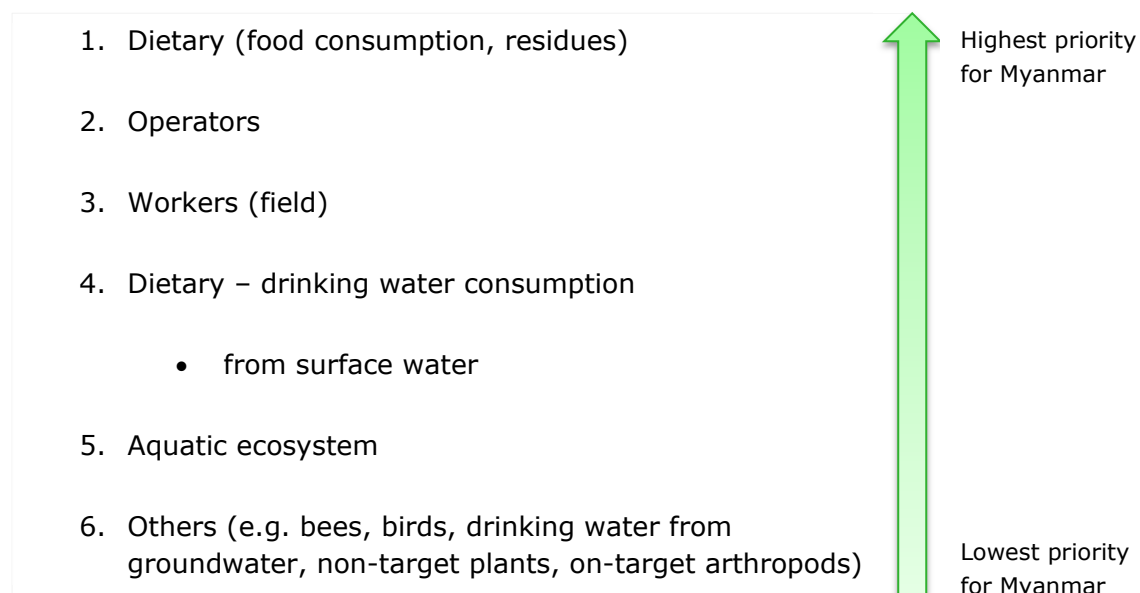 1. Dietary (food consumption, residues)
Highest priority
for Myanmar
2. Operators
3. Workers (field)
4. Dietary – drinking water consumption
• from surface water
5. Aquatic ecosystem
6. Others (e.g. bees, birds, drinking water from
groundwater, non-target plants, on-target arthropods)
Lowest priority
for Myanmar